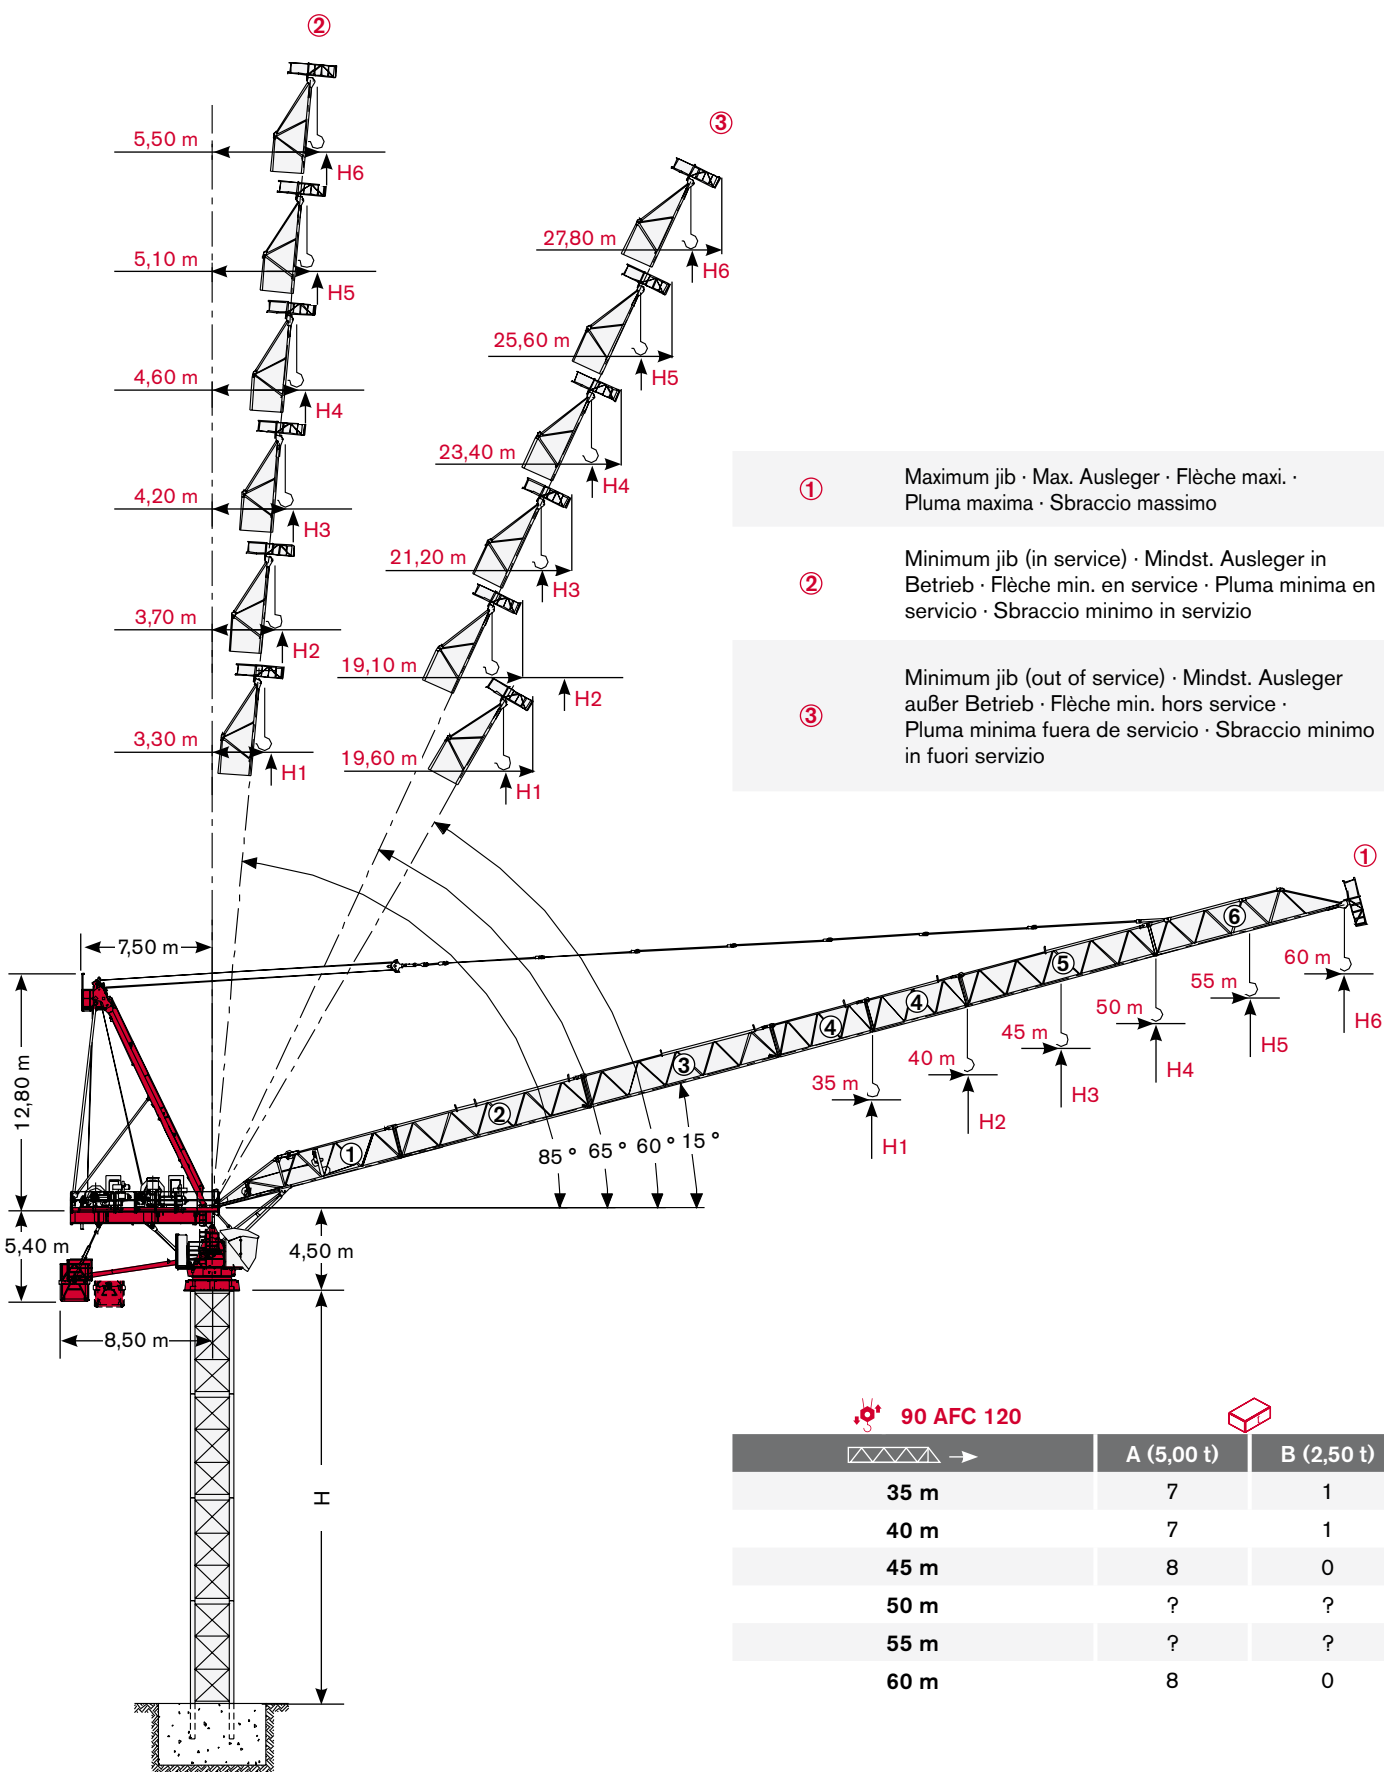 ②
5,50 m
H6
③
5,10 m
H5
27,80 m
H6
4,60 m
H4
25,60 m
H5
4,20 m
H3
23,40 m
H4
3,70 m
H2
21,20 m
H3
3,30 m
H1
19,10 m
H2
19,60 m
H1
① Maximum jib · Max. Ausleger · Flèche maxi. ·
Pluma maxima · Sbraccio massimo
② Minimum jib (in service) · Mindst. Ausleger in
Betrieb · Flèche min. en service · Pluma minima en
servicio · Sbraccio minimo in servizio
③ Minimum jib (out of service) · Mindst. Ausleger
außer Betrieb · Flèche min. hors service ·
Pluma minima fuera de servicio · Sbraccio minimo
in fuori servizio
①
7,50 m
12,80 m
5,40 m
8,50 m
4,50 m
H
① ② ③ ④ ④ ⑤ ⑥
85 ° 65 ° 60 ° 15 °
35 m
H1
40 m
H2
45 m
H3
50 m
H4
55 m
H5
60 m
H6
90 AFC 120
A (5,00 t) B (2,50 t)
35 m 7 1
40 m 7 1
45 m 8 0
50 m ? ?
55 m ? ?
60 m 8 0